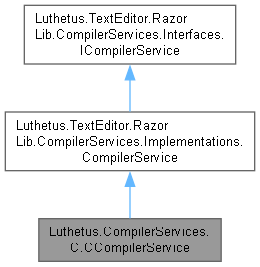 Luthetus.TextEditor.Razor
Lib.CompilerServices.Interfaces.
ICompilerService
Luthetus.TextEditor.Razor
Lib.CompilerServices.Implementations.
CompilerService
Luthetus.CompilerServices.
C.CCompilerService